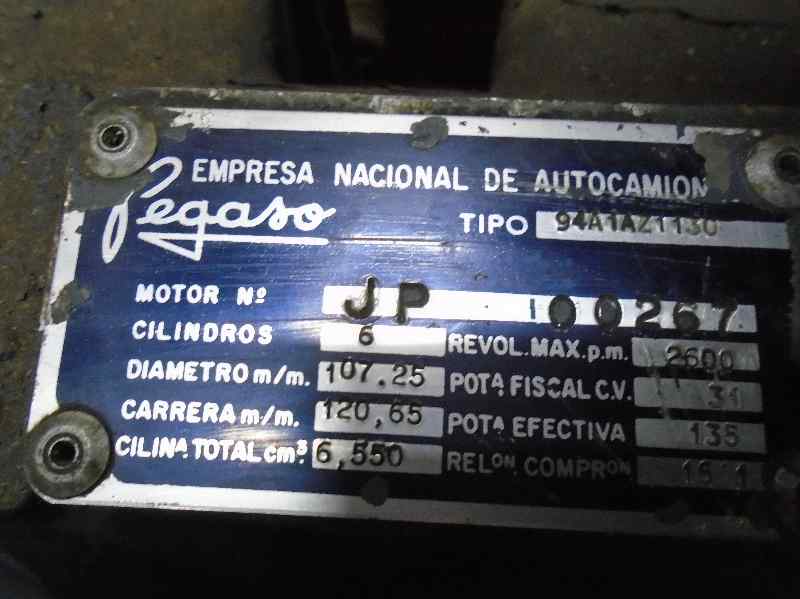 EMPRESA NACIONAL DE AUTOCAMION
Pegaso TIPO 94A1AZ1130
MOTOR Nº JP 100267
CILINDROS 6 REVOL.MAX.p.m. 2600
DIAMETRO m/m. 107.25 POTA FISCAL C.V. 31
CARRERA m/m. 120,65 POTA EFECTIVA 135
CILINA.TOTAL cm³. 6,550 RELON. COMPRON